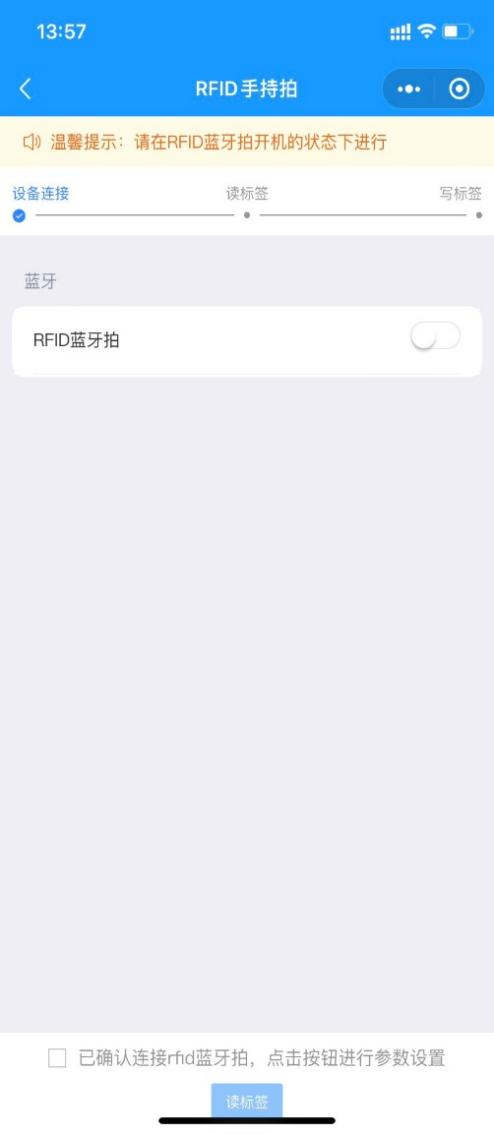 13:57
RFID手持拍
温馨提示：请在RFID蓝牙拍开机的状态下进行
设备连接 读标签 写标签
蓝牙
RFID蓝牙拍
已确认连接rfid蓝牙拍，点击按钮进行参数设置
读标签